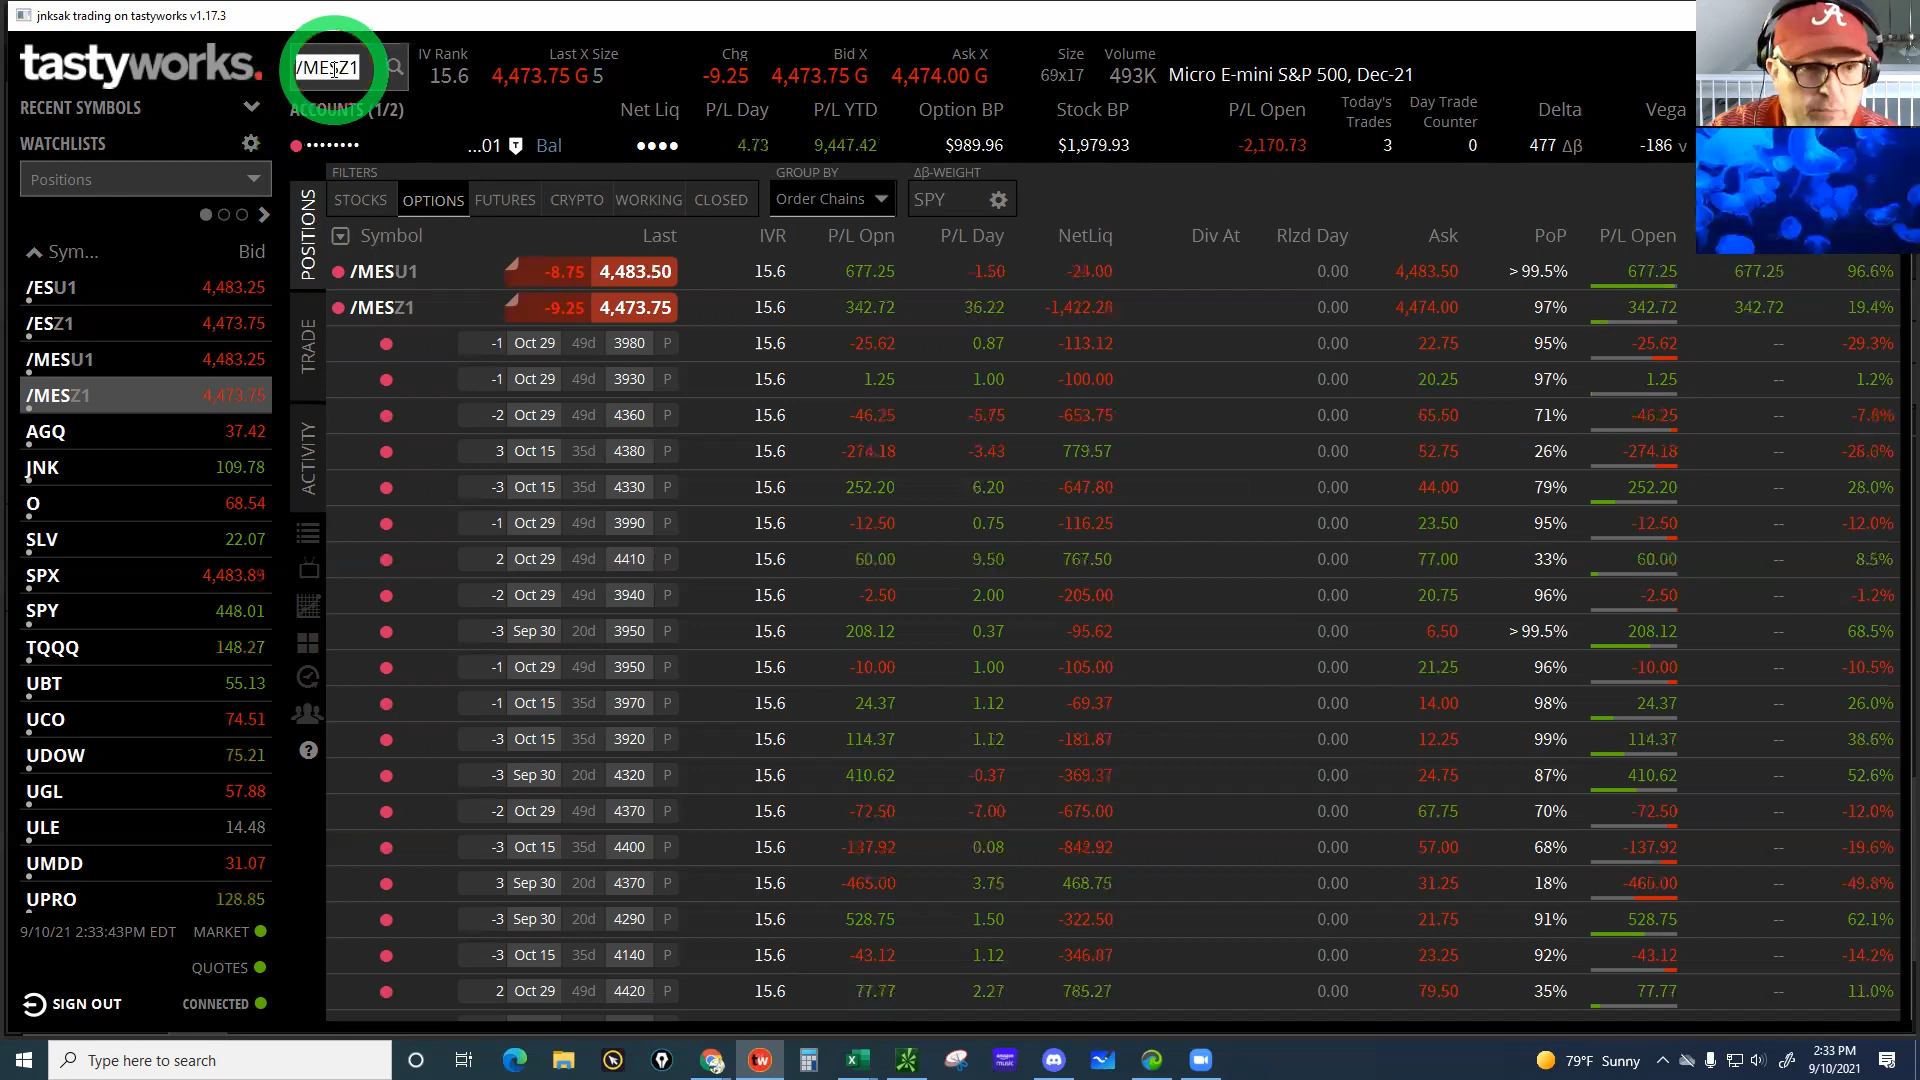 jnksak trading on tastyworks v1.17.3
tastyworks.
/MESZ1
IV Rank
15.6
Last X Size
4,473.75 G 5
Chg
-9.25
Bid X
4,473.75 G
Ask X
4,474.00 G
Size
69x17
Volume
493K
Micro E-mini S&P 500, Dec-21
RECENT SYMBOLS
ACCOUNTS (1/2) Net Liq P/L Day P/L YTD Option BP Stock BP P/L Open Today's Trades Day Trade Counter Delta Vega
...01 Bal •••• 4.73 9,447.42 $989.96 $1,979.93 -2,170.73 3 0 477 Δβ -186 v
WATCHLISTS
Positions
FILTERS
STOCKS OPTIONS FUTURES CRYPTO WORKING CLOSED
GROUP BY
Order Chains
Δβ-WEIGHT
SPY
POSITIONS
TRADE
ACTIVITY
Sym... Bid
/ESU1 4,483.25
/ESZ1 4,473.75
/MESU1 4,483.25
/MESZ1 4,473.75
AGQ 37.42
JNK 109.78
O 68.54
SLV 22.07
SPX 4,483.89
SPY 448.01
TQQQ 148.27
UBT 55.13
UCO 74.51
UDOW 75.21
UGL 57.88
ULE 14.48
UMDD 31.07
UPRO 128.85
9/10/21 2:33:43PM EDT MARKET
QUOTES
SIGN OUT CONNECTED
Symbol Last IVR P/L Opn P/L Day NetLiq Div At Rlzd Day Ask PoP P/L Open
/MESU1 -8.75 4,483.50 15.6 677.25 -1.50 -24.00 0.00 4,483.50 > 99.5% 677.25 677.25 96.6%
/MESZ1 -9.25 4,473.75 15.6 342.72 36.22 -1,422.28 0.00 4,474.00 97% 342.72 342.72 19.4%
-1 Oct 29 49d 3980 P 15.6 -25.62 0.87 -113.12 0.00 22.75 95% -25.62 -- -29.3%
-1 Oct 29 49d 3930 P 15.6 1.25 1.00 -100.00 0.00 20.25 97% 1.25 -- 1.2%
-2 Oct 29 49d 4360 P 15.6 -46.25 -5.75 -653.75 0.00 65.50 71% -46.25 -- -7.8%
3 Oct 15 35d 4380 P 15.6 -274.18 -3.43 779.57 0.00 52.75 26% -274.18 -- -26.0%
-3 Oct 15 35d 4330 P 15.6 252.20 6.20 -647.80 0.00 44.00 79% 252.20 -- 28.0%
-1 Oct 29 49d 3990 P 15.6 -12.50 0.75 -116.25 0.00 23.50 95% -12.50 -- -12.0%
2 Oct 29 49d 4410 P 15.6 60.00 9.50 767.50 0.00 77.00 33% 60.00 -- 8.5%
-2 Oct 29 49d 3940 P 15.6 -2.50 2.00 -205.00 0.00 20.75 96% -2.50 -- -1.2%
-3 Sep 30 20d 3950 P 15.6 208.12 0.37 -95.62 0.00 6.50 > 99.5% 208.12 -- 68.5%
-1 Oct 29 49d 3950 P 15.6 -10.00 1.00 -105.00 0.00 21.25 96% -10.00 -- -10.5%
-1 Oct 15 35d 3970 P 15.6 24.37 1.12 -69.37 0.00 14.00 98% 24.37 -- 26.0%
-3 Oct 15 35d 3920 P 15.6 114.37 1.12 -181.87 0.00 12.25 99% 114.37 -- 38.6%
-3 Sep 30 20d 4320 P 15.6 410.62 -0.37 -369.37 0.00 24.75 87% 410.62 -- 52.6%
-2 Oct 29 49d 4370 P 15.6 -72.50 -7.00 -675.00 0.00 67.75 70% -72.50 -- -12.0%
-3 Oct 15 35d 4400 P 15.6 -137.92 0.08 -842.92 0.00 57.00 68% -137.92 -- -19.6%
3 Sep 30 20d 4370 P 15.6 -465.00 3.75 468.75 0.00 31.25 18% -465.00 -- -49.8%
-3 Sep 30 20d 4290 P 15.6 528.75 1.50 -322.50 0.00 21.75 91% 528.75 -- 62.1%
-3 Oct 15 35d 4140 P 15.6 -43.12 1.12 -346.87 0.00 23.25 92% -43.12 -- -14.2%
2 Oct 29 49d 4420 P 15.6 77.77 2.27 785.27 0.00 79.50 35% 77.77 -- 11.0%
Type here to search
79°F Sunny
2:33 PM
9/10/2021